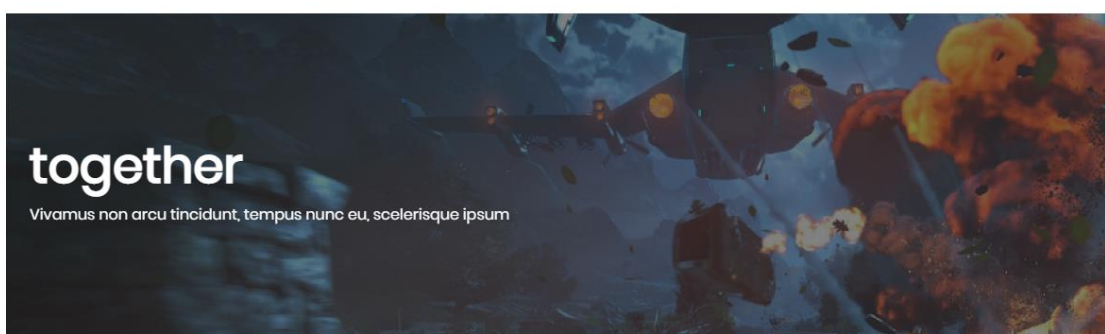 together
Vivamus non arcu tincidunt, tempus nunc eu, scelerisque ipsum